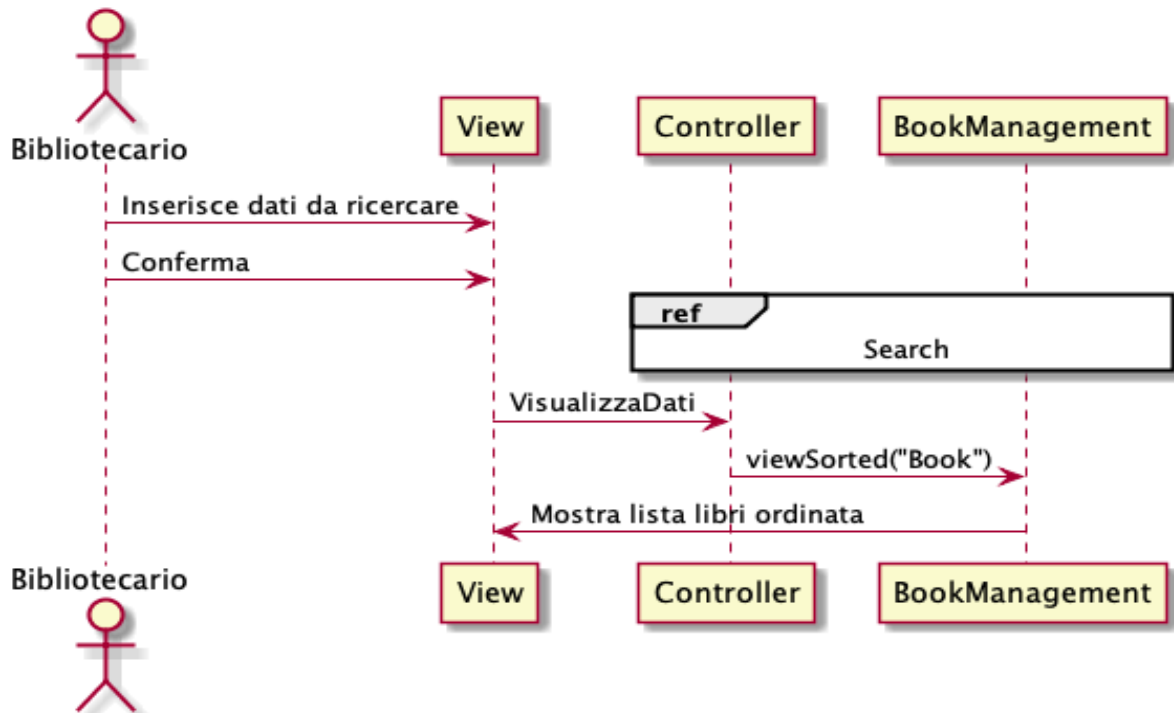 Bibliotecario
View
Controller
BookManagement
Inserisce dati da ricercare
Conferma
ref
Search
VisualizzaDati
viewSorted("Book")
Mostra lista libri ordinata
Bibliotecario
View
Controller
BookManagement